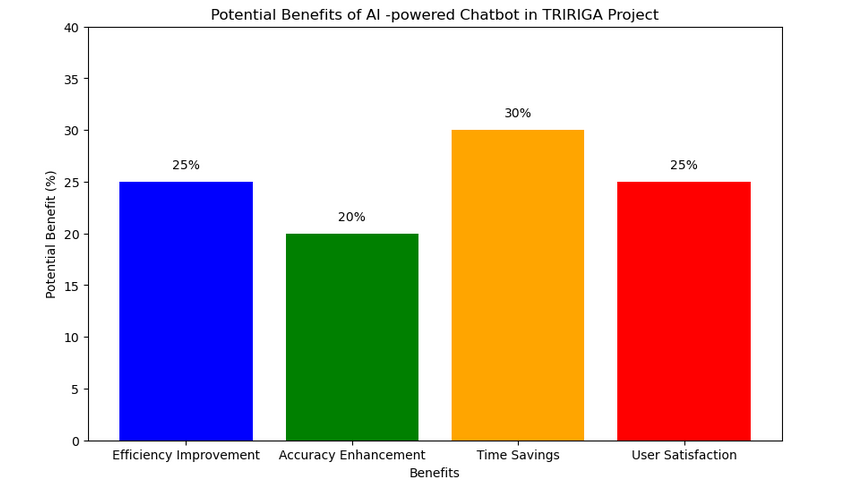 Potential Benefits of AI -powered Chatbot in TRIRIGA Project
40
35
30
25
20
15
10
5
0
Potential Benefit (%)
25%
20%
30%
25%
Efficiency Improvement
Accuracy Enhancement
Time Savings
User Satisfaction
Benefits